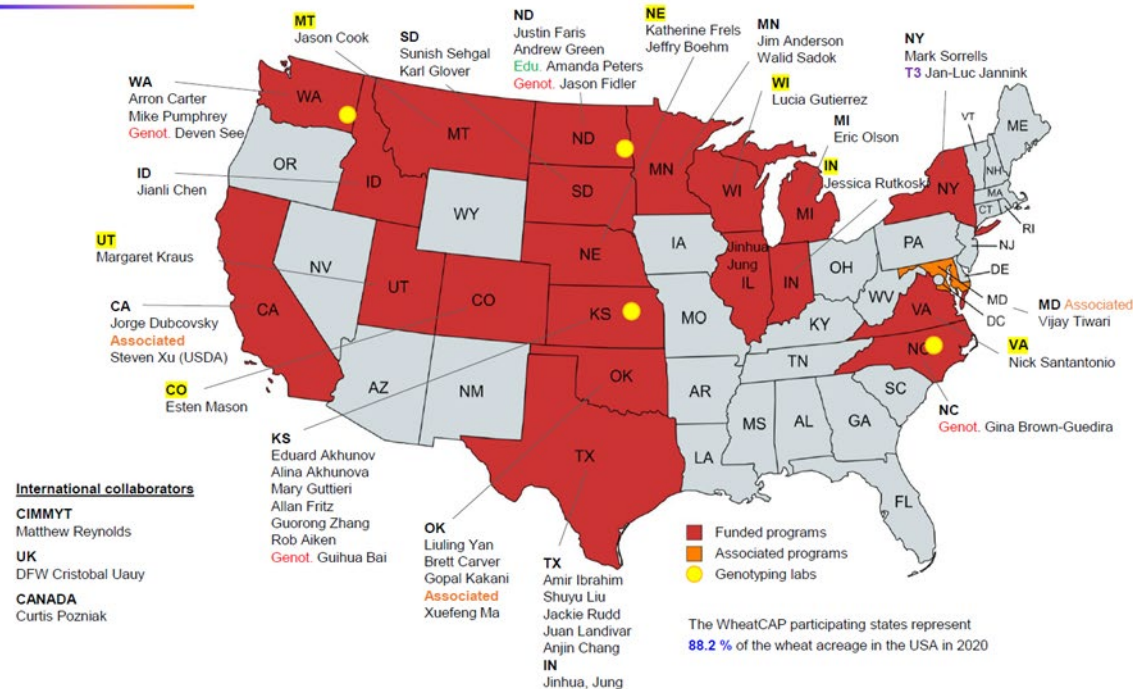 MT
Jason Cook
SD
Sunish Sehgal
Karl Glover
ND
Justin Faris
Andrew Green
Edu. Amanda Peters
Genot. Jason Fidler
NE
Katherine Frels
Jeffry Boehm
MN
Jim Anderson
Walid Sadok
WI
Lucia Gutierrez
MI
Eric Olson
IN
Jessica Rutkoski
NY
Mark Sorrells
T3 Jan-Luc Jannink
WA
Arron Carter
Mike Pumphrey
Genot. Deven See
ID
Jianli Chen
UT
Margaret Kraus
CA
Jorge Dubcovsky
Associated
Steven Xu (USDA)
CO
Esten Mason
KS
Eduard Akhunov
Alina Akhunova
Mary Guttieri
Allan Fritz
Guorong Zhang
Rob Aiken
Genot. Guihua Bai
OK
Liuling Yan
Brett Carver
Gopal Kakani
Associated
Xuefeng Ma
TX
Amir Ibrahim
Shuyu Liu
Jackie Rudd
Juan Landivar
Anjin Chang
IN
Jinhua, Jung
MD Associated
Vijay Tiwari
VA
Nick Santantonio
NC
Genot. Gina Brown-Guedira
WA
OR
CA
ID
NV
MT
WY
UT
AZ
CO
NM
ND
SD
NE
KS
OK
TX
MN
IA
MO
AR
LA
WI
Jinhua
Jung
IL
IN
MI
OH
KY
TN
MS
AL
GA
FL
SC
NC
VA
WV
PA
NY
VT
NH
ME
MA
CT
RI
NJ
DE
MD
DC
International collaborators
CIMMYT
Matthew Reynolds
UK
DFW Cristobal Uauy
CANADA
Curtis Pozniak
Funded programs
Associated programs
Genotyping labs
The WheatCAP participating states represent
88.2 % of the wheat acreage in the USA in 2020